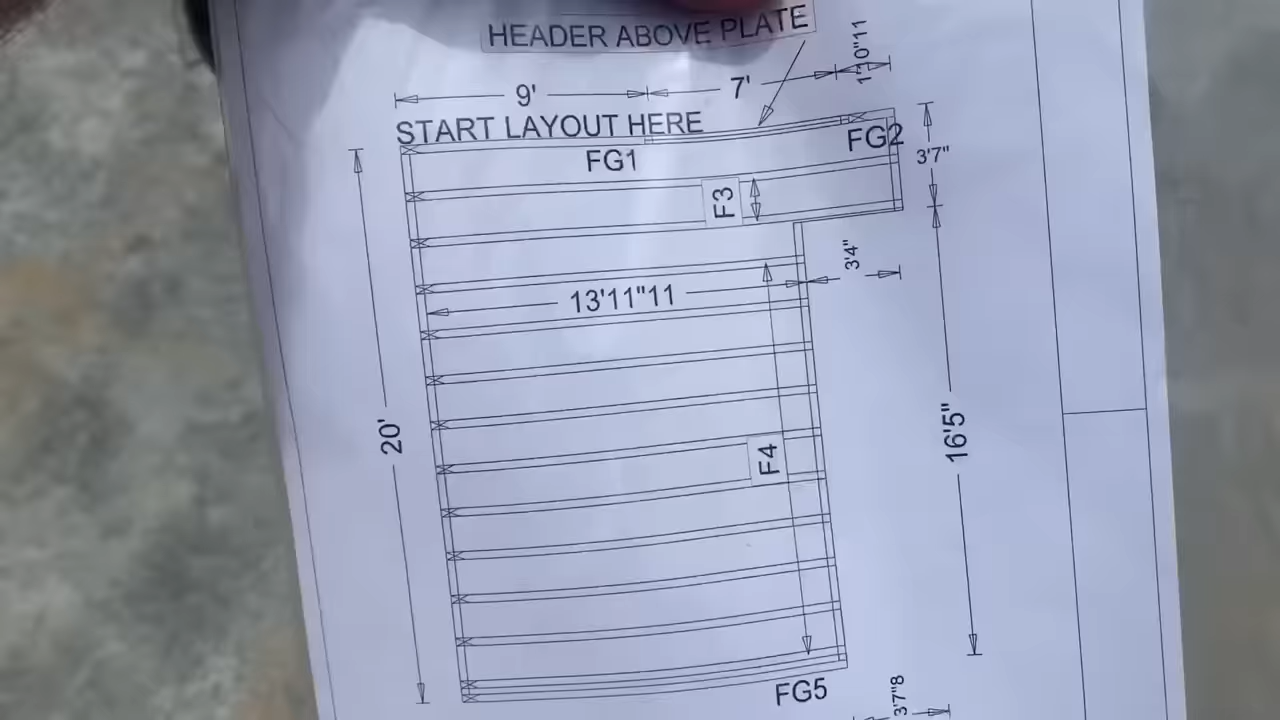 HEADER ABOVE PLATE
1'10"11
9'
7'
START LAYOUT HERE
FG1
FG2
3'7"
F3
3'4"
13'11"11
20'
16'5"
F4
FG5
3'7"8